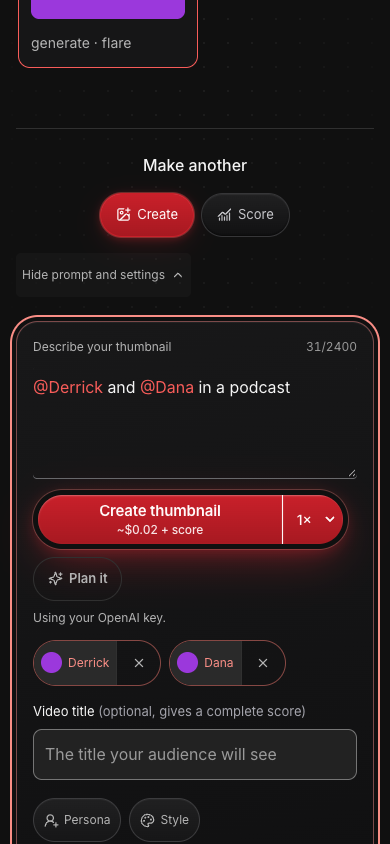 generate · flare
Make another
Create
Score
Hide prompt and settings
Describe your thumbnail
31/2400
@Derrick and @Dana in a podcast
Create thumbnail
~$0.02 + score
1×
Plan it
Using your OpenAI key.
Derrick
Dana
Video title (optional, gives a complete score)
The title your audience will see
Persona
Style